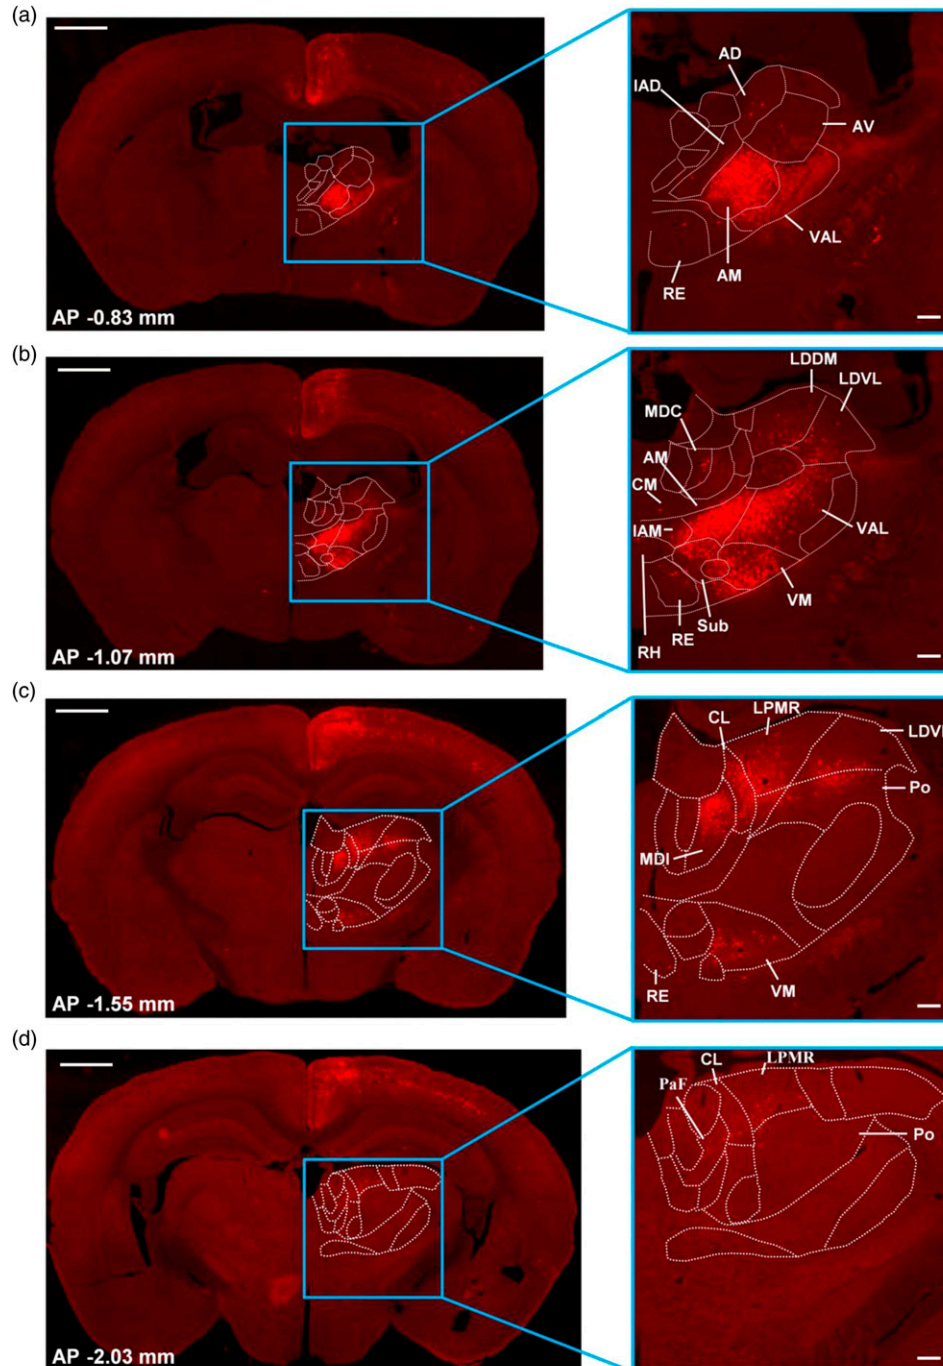 (a)
AD
IAD
AV
VAL
AM
RE
AP -0.83 mm
(b)
LDDM
LDVL
MDC
AM
CM
IAM
VAL
VM
Sub
RE
RH
AP -1.07 mm
(c)
LPMR
CL
LDVL
Po
MDI
RE
VM
AP -1.55 mm
(d)
CL
LPMR
PaF
Po
AP -2.03 mm